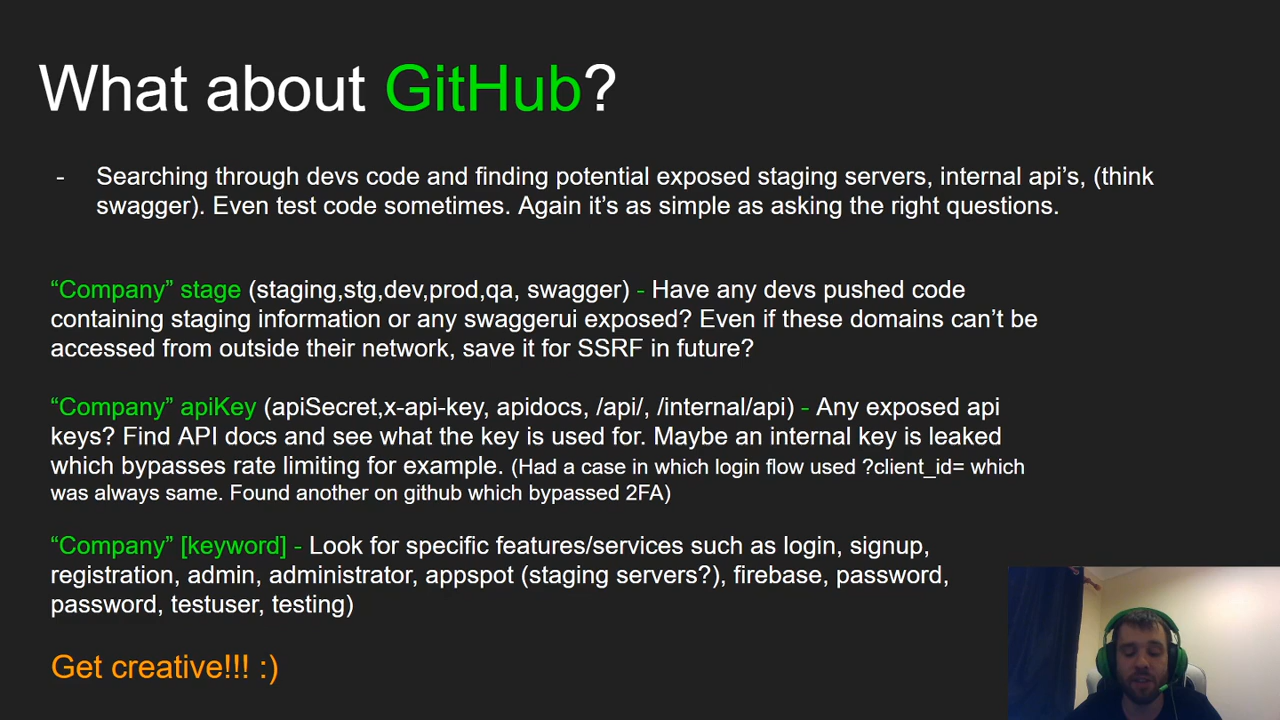 What about GitHub?
- Searching through devs code and finding potential exposed staging servers, internal api’s, (think
swagger). Even test code sometimes. Again it’s as simple as asking the right questions.
“Company” stage (staging,stg,dev,prod,qa, swagger) - Have any devs pushed code
containing staging information or any swaggerui exposed? Even if these domains can’t be
accessed from outside their network, save it for SSRF in future?
“Company” apiKey (apiSecret,x-api-key, apidocs, /api/, /internal/api) - Any exposed api
keys? Find API docs and see what the key is used for. Maybe an internal key is leaked
which bypasses rate limiting for example. (Had a case in which login flow used ?client_id= which
was always same. Found another on github which bypassed 2FA)
“Company” [keyword] - Look for specific features/services such as login, signup,
registration, admin, administrator, appspot (staging servers?), firebase, password,
password, testuser, testing)
Get creative!!! :)